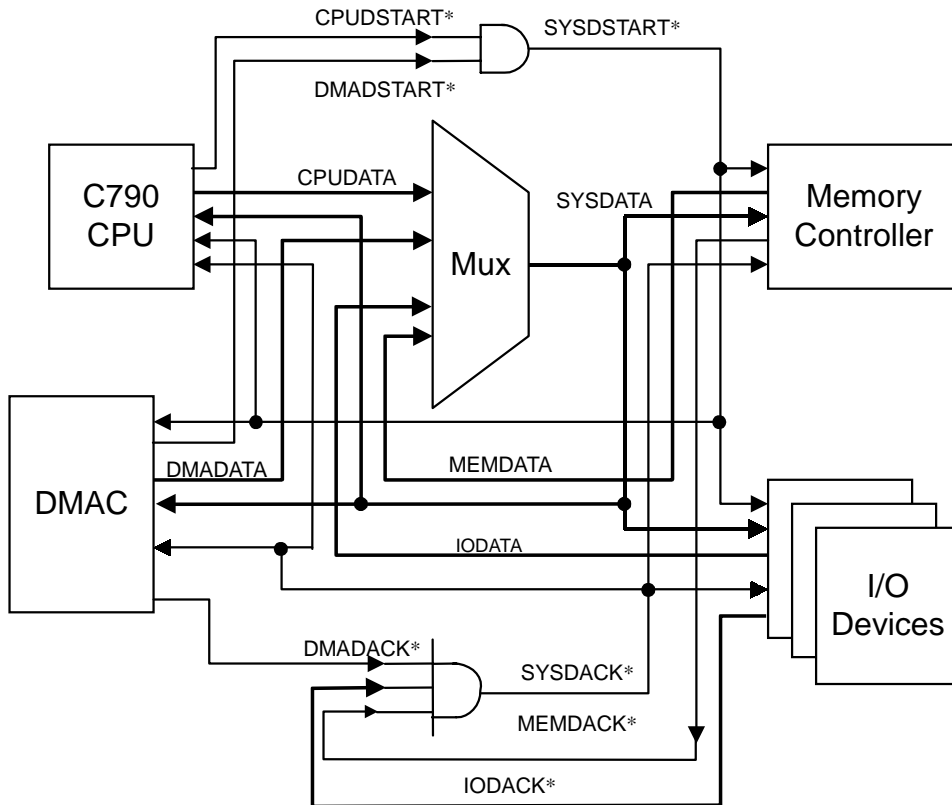 CPUDSTART*
SYSDSTART*
DMADSTART*
C790
CPU
CPUDATA
SYSDATA
Memory
Controller
Mux
DMADATA
MEMDATA
DMAC
IODATA
I/O
Devices
DMADACK*
SYSDACK*
MEMDACK*
IODACK*